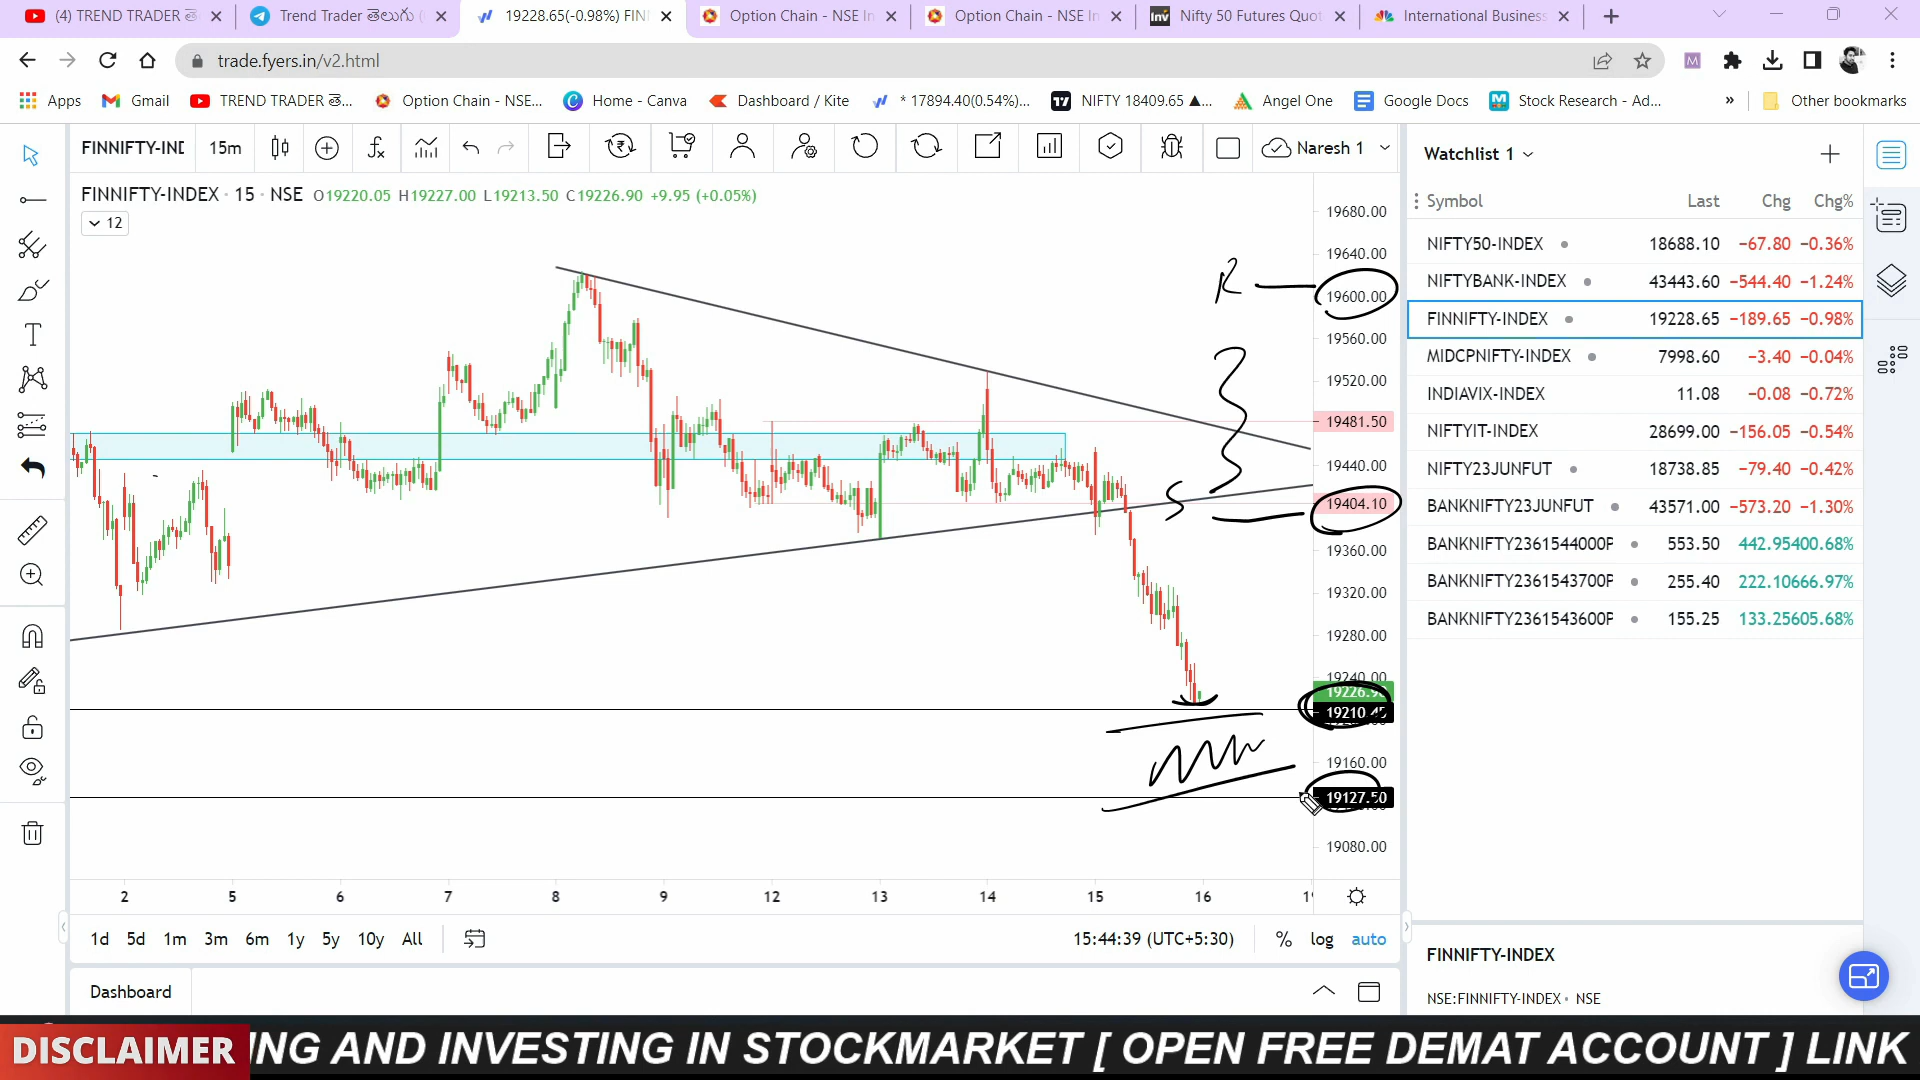 (4) TREND TRADER తె
Trend Trader తెలుగు
19228.65(-0.98%) FIN
Option Chain - NSE In
Option Chain - NSE In
Inv Nifty 50 Futures Quot
International Business
trade.fyers.in/v2.html
Apps
Gmail
TREND TRADER తె...
Option Chain - NSE...
Home - Canva
Dashboard / Kite
* 17894.40(0.54%)...
NIFTY 18409.65 ▲...
Angel One
Google Docs
Stock Research - Ad...
»
Other bookmarks
FINNIFTY-IND
15m
Naresh 1
Watchlist 1
FINNIFTY-INDEX · 15 · NSE O19220.05 H19227.00 L19213.50 C19226.90 +9.95 (+0.05%)
12
Symbol Last Chg Chg%
NIFTY50-INDEX 18688.10 −67.80 −0.36%
NIFTYBANK-INDEX 43443.60 −544.40 −1.24%
FINNIFTY-INDEX 19228.65 −189.65 −0.98%
MIDCPNIFTY-INDEX 7998.60 −3.40 −0.04%
INDIAVIX-INDEX 11.08 −0.08 −0.72%
NIFTYIT-INDEX 28699.00 −156.05 −0.54%
NIFTY23JUNFUT 18738.85 −79.40 −0.42%
BANKNIFTY23JUNFUT 43571.00 −573.20 −1.30%
BANKNIFTY2361544000P 553.50 442.95400.68%
BANKNIFTY2361543700P 255.40 222.10666.97%
BANKNIFTY2361543600P 155.25 133.25605.68%
19680.00
19640.00
R
19600.00
19560.00
19520.00
19481.50
19440.00
S
19404.10
19360.00
19320.00
19280.00
19240.00
19226.90
19210.45
19160.00
19127.50
19080.00
2 5 6 7 8 9 12 13 14 15 16
1d 5d 1m 3m 6m 1y 5y 10y All
15:44:39 (UTC+5:30) % log auto
Dashboard
FINNIFTY-INDEX
NSE:FINNIFTY-INDEX · NSE
DISCLAIMER
ING AND INVESTING IN STOCKMARKET [ OPEN FREE DEMAT ACCOUNT ] LINK